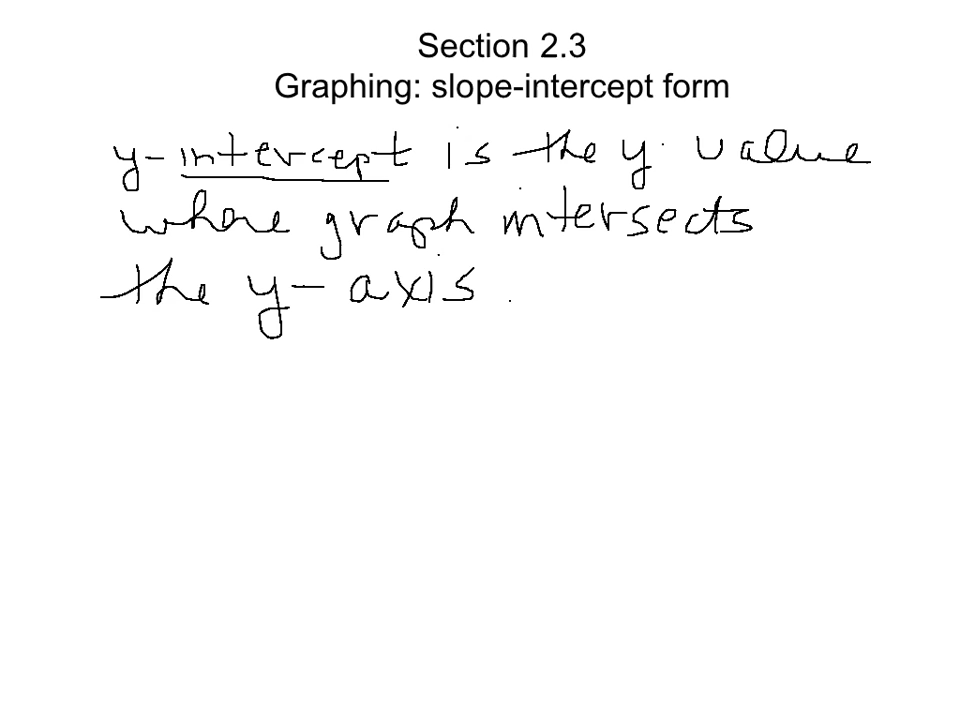 Section 2.3
Graphing: slope-intercept form
y-intercept is the y value
where graph intersects
the y-axis.